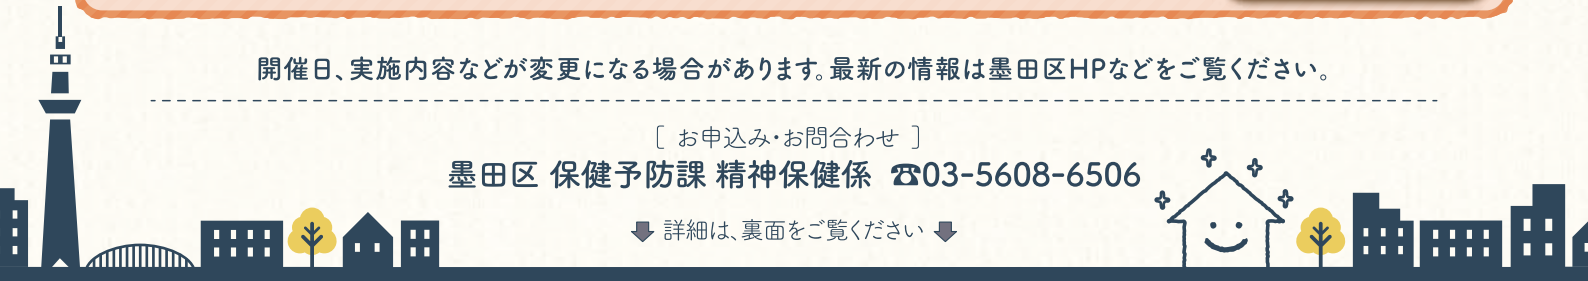 開催日、実施内容などが変更になる場合があります。最新の情報は墨田区HPなどをご覧ください。
［ お申込み・お問合わせ ］
墨田区 保健予防課 精神保健係 ☎03-5608-6506
詳細は、裏面をご覧ください